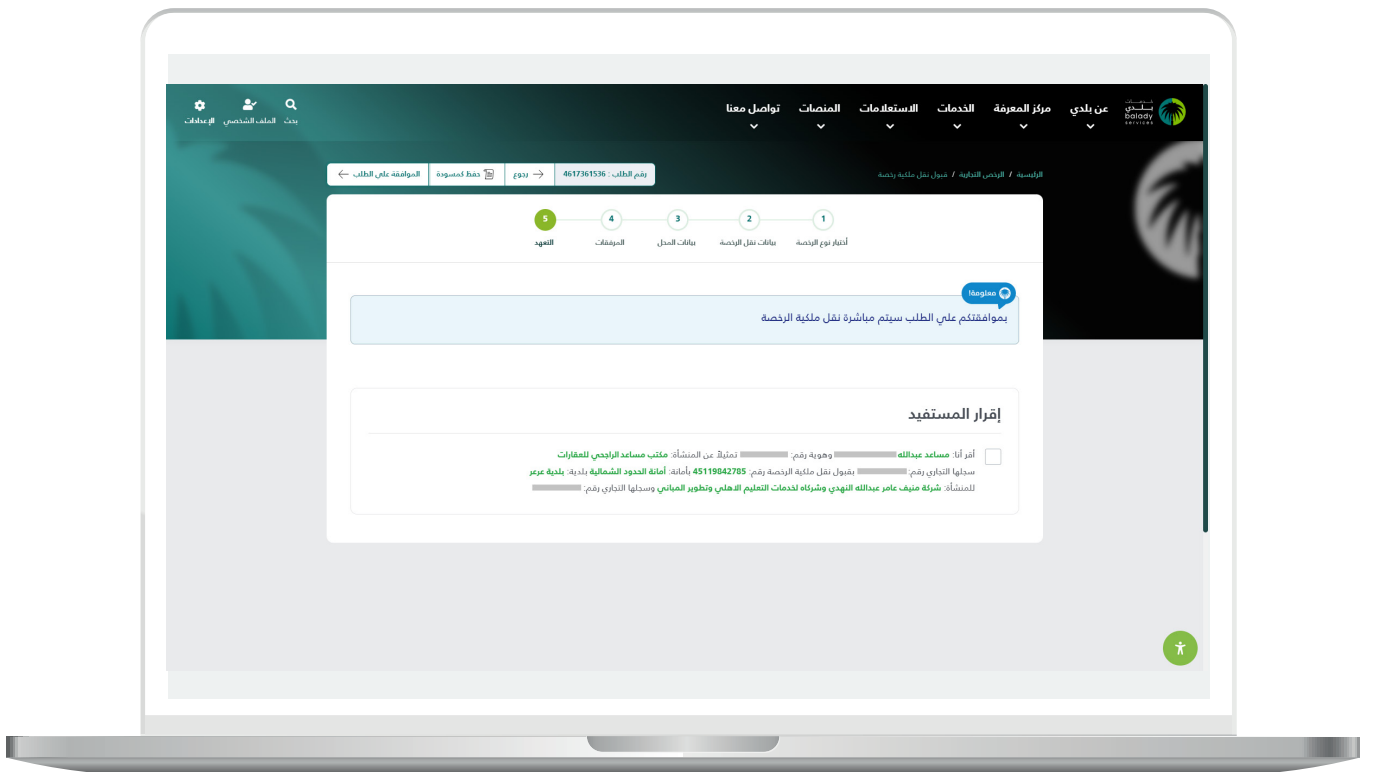 خدمات
بلدي
balady
services
عن بلدي
مركز المعرفة
الخدمات
الاستعلامات
المنصات
تواصل معنا
بحث
الملف الشخصي
الإعدادات
الرئيسية / الرخص التجارية / قبول نقل ملكية رخصة
رقم الطلب : 4617361536
رجوع
حفظ كمسودة
الموافقة علي الطلب
1
2
3
4
5
أختيار نوع الرخصة
بيانات نقل الرخصة
بيانات المحل
المرفقات
التعهد
معلومة!
بموافقتكم علي الطلب سيتم مباشرة نقل ملكية الرخصة
إقرار المستفيد
أقر أنا: مساعد عبدالله وهوية رقم: تمثيلاً عن المنشأة: مكتب مساعد الراجحي للعقارات
سجلها التجاري رقم: بقبول نقل ملكية الرخصة رقم: 45119842785 بأمانة: أمانة الحدود الشمالية بلدية: بلدية عرعر
للمنشأة: شركة منيف عامر عبدالله النهدي وشركاه لخدمات التعليم الاهلي وتطوير المباني وسجلها التجاري رقم: